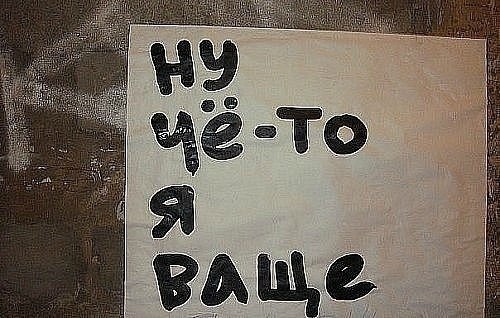 ну
чё-то
я
ваще